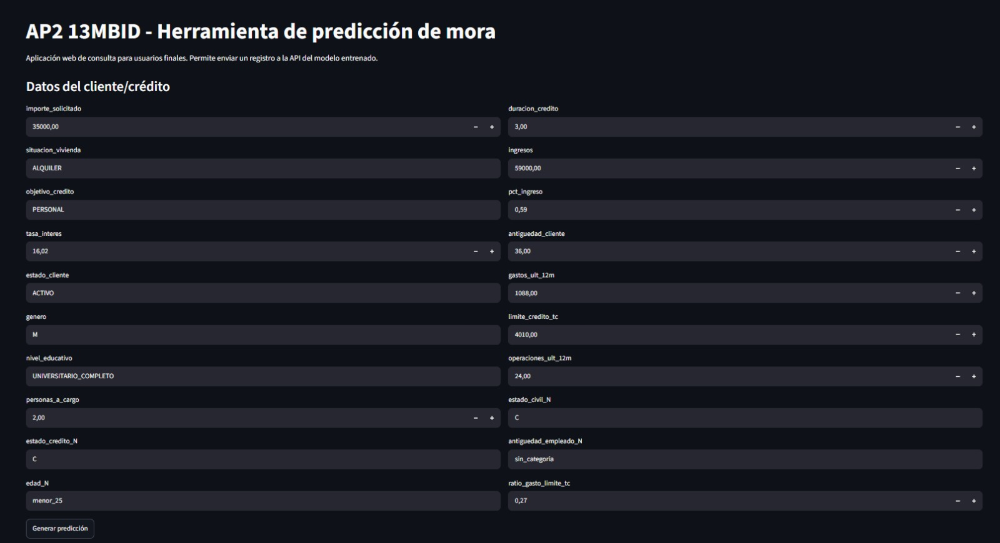 AP2 13MBID - Herramienta de predicción de mora
Aplicación web de consulta para usuarios finales. Permite enviar un registro a la API del modelo entrenado.
Datos del cliente/crédito
importe_solicitado
35000,00
duracion_credito
3,00
situacion_vivienda
ALQUILER
ingresos
59000,00
objetivo_credito
PERSONAL
pct_ingreso
0,59
tasa_interes
16,02
antiguedad_cliente
36,00
estado_cliente
ACTIVO
gastos_ult_12m
1088,00
genero
M
limite_credito_tc
4010,00
nivel_educativo
UNIVERSITARIO_COMPLETO
operaciones_ult_12m
24,00
personas_a_cargo
2,00
estado_civil_N
C
estado_credito_N
C
antiguedad_empleado_N
sin_categoria
edad_N
menor_25
ratio_gasto_limite_tc
0,27
Generar predicción